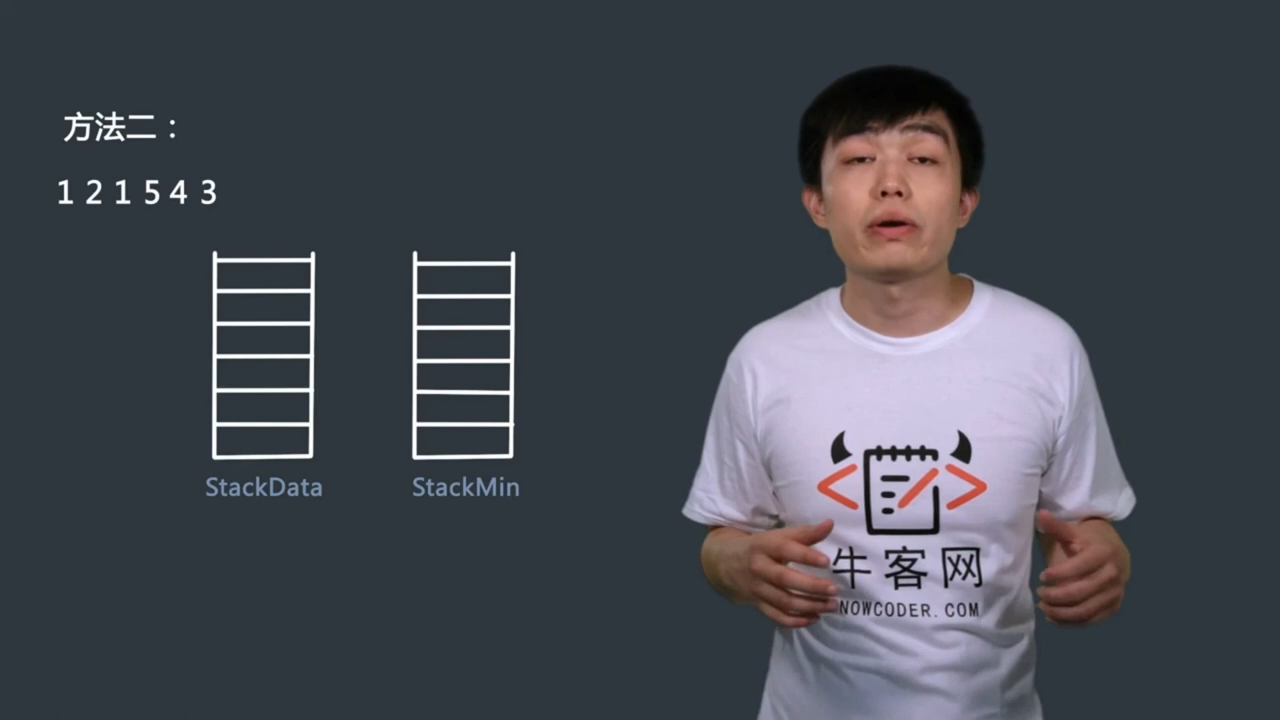 方法二：
1 2 1 5 4 3
StackData
StackMin
牛客网
NOWCODER.COM